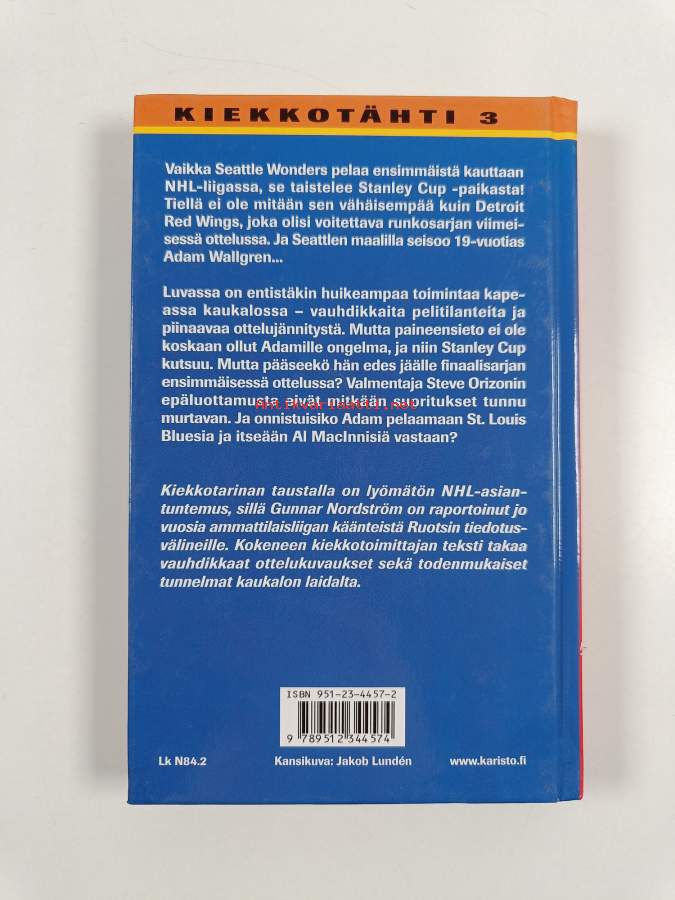 KIEKKOTÄHTI 3
Vaikka Seattle Wonders pelaa ensimmäistä kauttaan
NHL-liigassa, se taistelee Stanley Cup -paikasta!
Tiellä ei ole mitään sen vähäisempää kuin Detroit
Red Wings, joka olisi voitettava runkosarjan viimei-
sessä ottelussa. Ja Seattlen maalilla seisoo 19-vuotias
Adam Wallgren...
Luvassa on entistäkin huikeampaa toimintaa kape-
assa kaukalossa – vauhdikkaita pelitilanteita ja
piinaavaa ottelujännitystä. Mutta paineensieto ei ole
koskaan ollut Adamille ongelma, ja niin Stanley Cup
kutsuu. Mutta pääseekö hän edes jäälle finaalisarjan
ensimmäisessä ottelussa? Valmentaja Steve Orizonin
epäluottamusta eivät mitkään suoritukset tunnu
Antikvariaatti.net
murtavan. Ja onnistuisiko Adam pelaamaan St. Louis
Bluesia ja itseään Al MacInnisiä vastaan?
Kiekkotarinan taustalla on lyömätön NHL-asian-
tuntemus, sillä Gunnar Nordström on raportoinut jo
vuosia ammattilaisliigan käänteistä Ruotsin tiedotus-
välineille. Kokeneen kiekkotoimittajan teksti takaa
vauhdikkaat ottelukuvaukset sekä todenmukaiset
tunnelmat kaukalon laidalta.
ISBN 951-23-4457-2
9 789512 344574
Lk N84.2 Kansikuva: Jakob Lundén www.karisto.fi